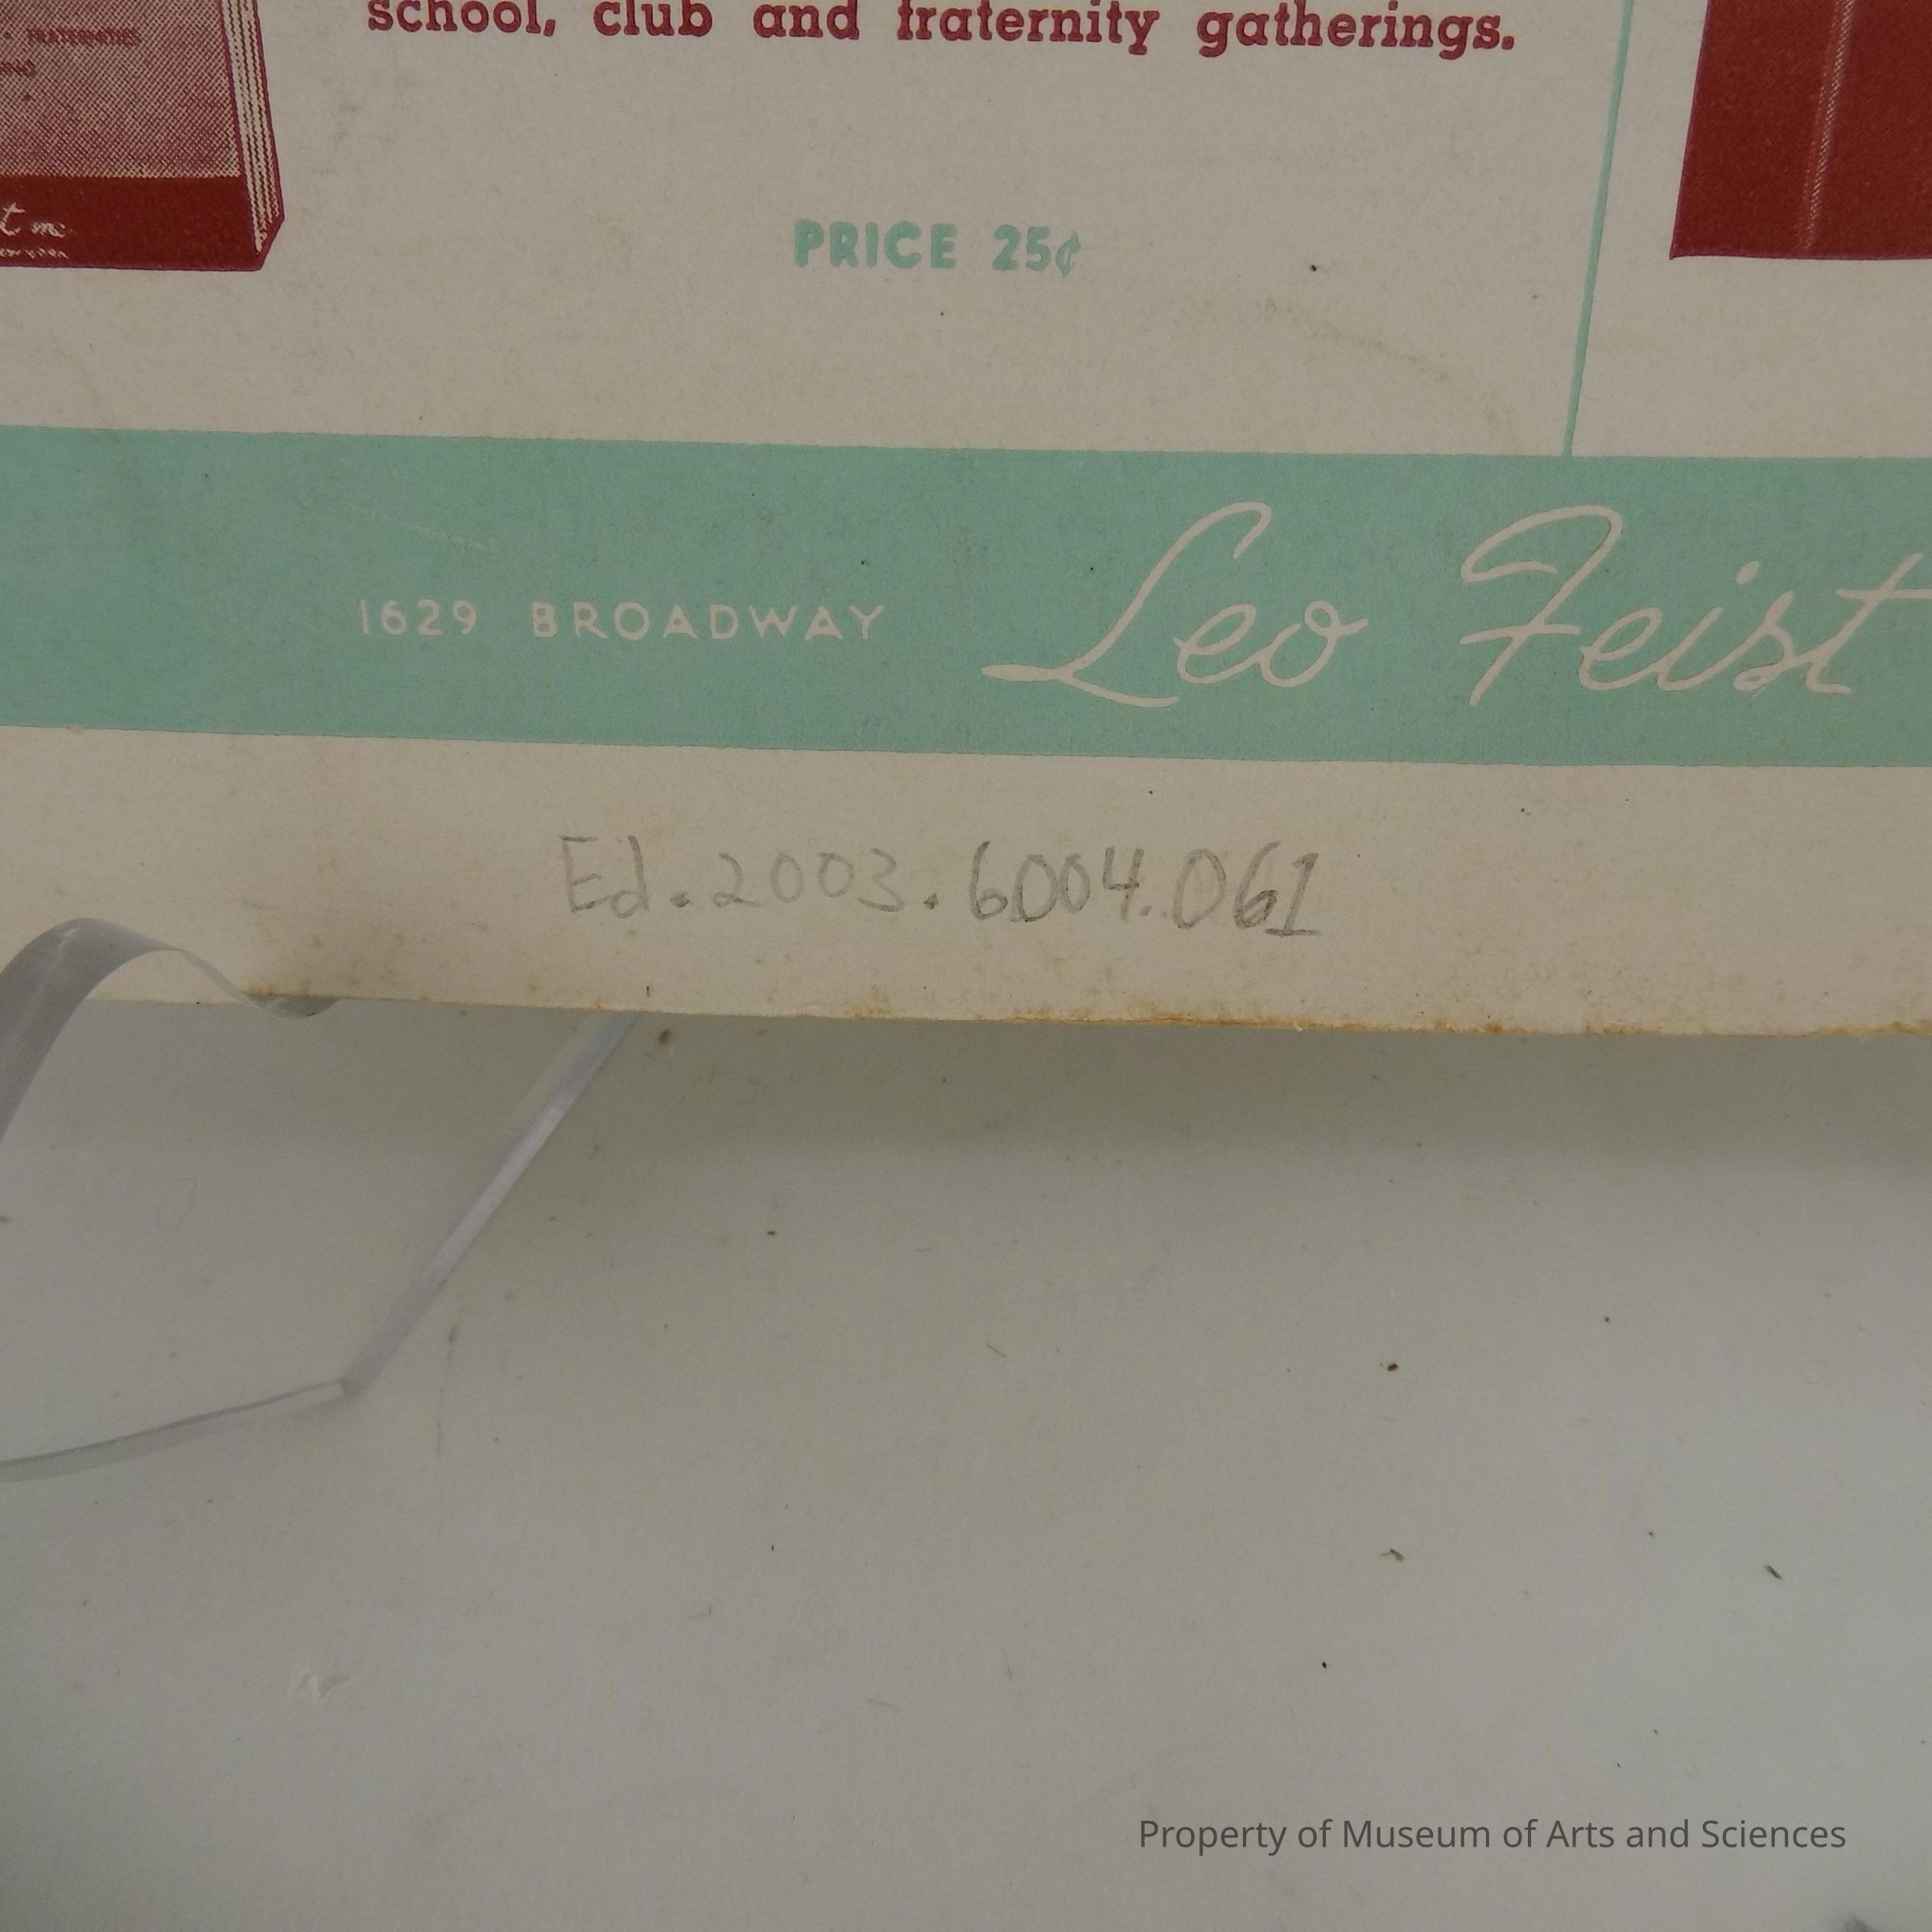 school, club and fraternity gatherings.
• FRATERNITIES
PRICE 25¢
1629 BROADWAY Leo Feist
Ed.2003.6004.061
Property of Museum of Arts and Sciences